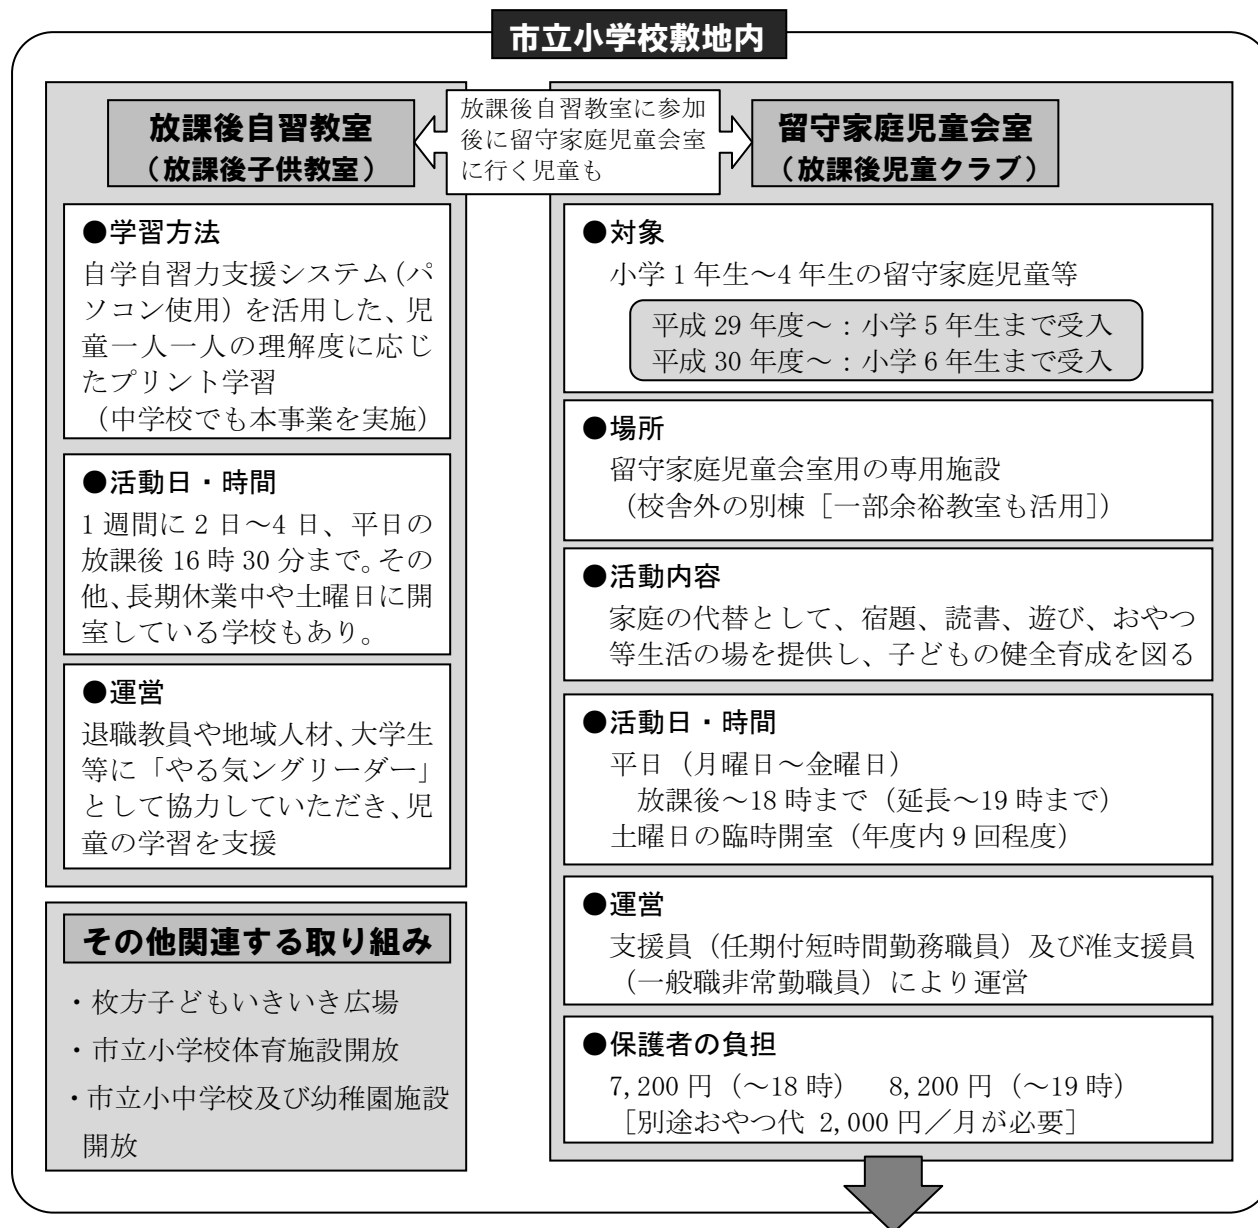 市立小学校敷地内
放課後自習教室
（放課後子供教室）
放課後自習教室に参加
後に留守家庭児童会室
に行く児童も
留守家庭児童会室
（放課後児童クラブ）
●学習方法
自学自習力支援システム（パ
ソコン使用）を活用した、児
童一人一人の理解度に応じ
たプリント学習
（中学校でも本事業を実施）
●活動日・時間
1 週間に 2 日～4 日、平日の
放課後 16 時 30 分まで。その
他、長期休業中や土曜日に開
室している学校もあり。
●運営
退職教員や地域人材、大学生
等に「やる気ングリーダー」
として協力していただき、児
童の学習を支援
その他関連する取り組み
・枚方子どもいきいき広場
・市立小学校体育施設開放
・市立小中学校及び幼稚園施設
開放
●対象
小学 1 年生～4 年生の留守家庭児童等
平成 29 年度～：小学 5 年生まで受入
平成 30 年度～：小学 6 年生まで受入
●場所
留守家庭児童会室用の専用施設
（校舎外の別棟［一部余裕教室も活用］）
●活動内容
家庭の代替として、宿題、読書、遊び、おやつ
等生活の場を提供し、子どもの健全育成を図る
●活動日・時間
平日（月曜日～金曜日）
放課後～18 時まで（延長～19 時まで）
土曜日の臨時開室（年度内 9 回程度）
●運営
支援員（任期付短時間勤務職員）及び准支援員
（一般職非常勤職員）により運営
●保護者の負担
7,200 円（～18 時） 8,200 円（～19 時）
［別途おやつ代 2,000 円／月が必要］